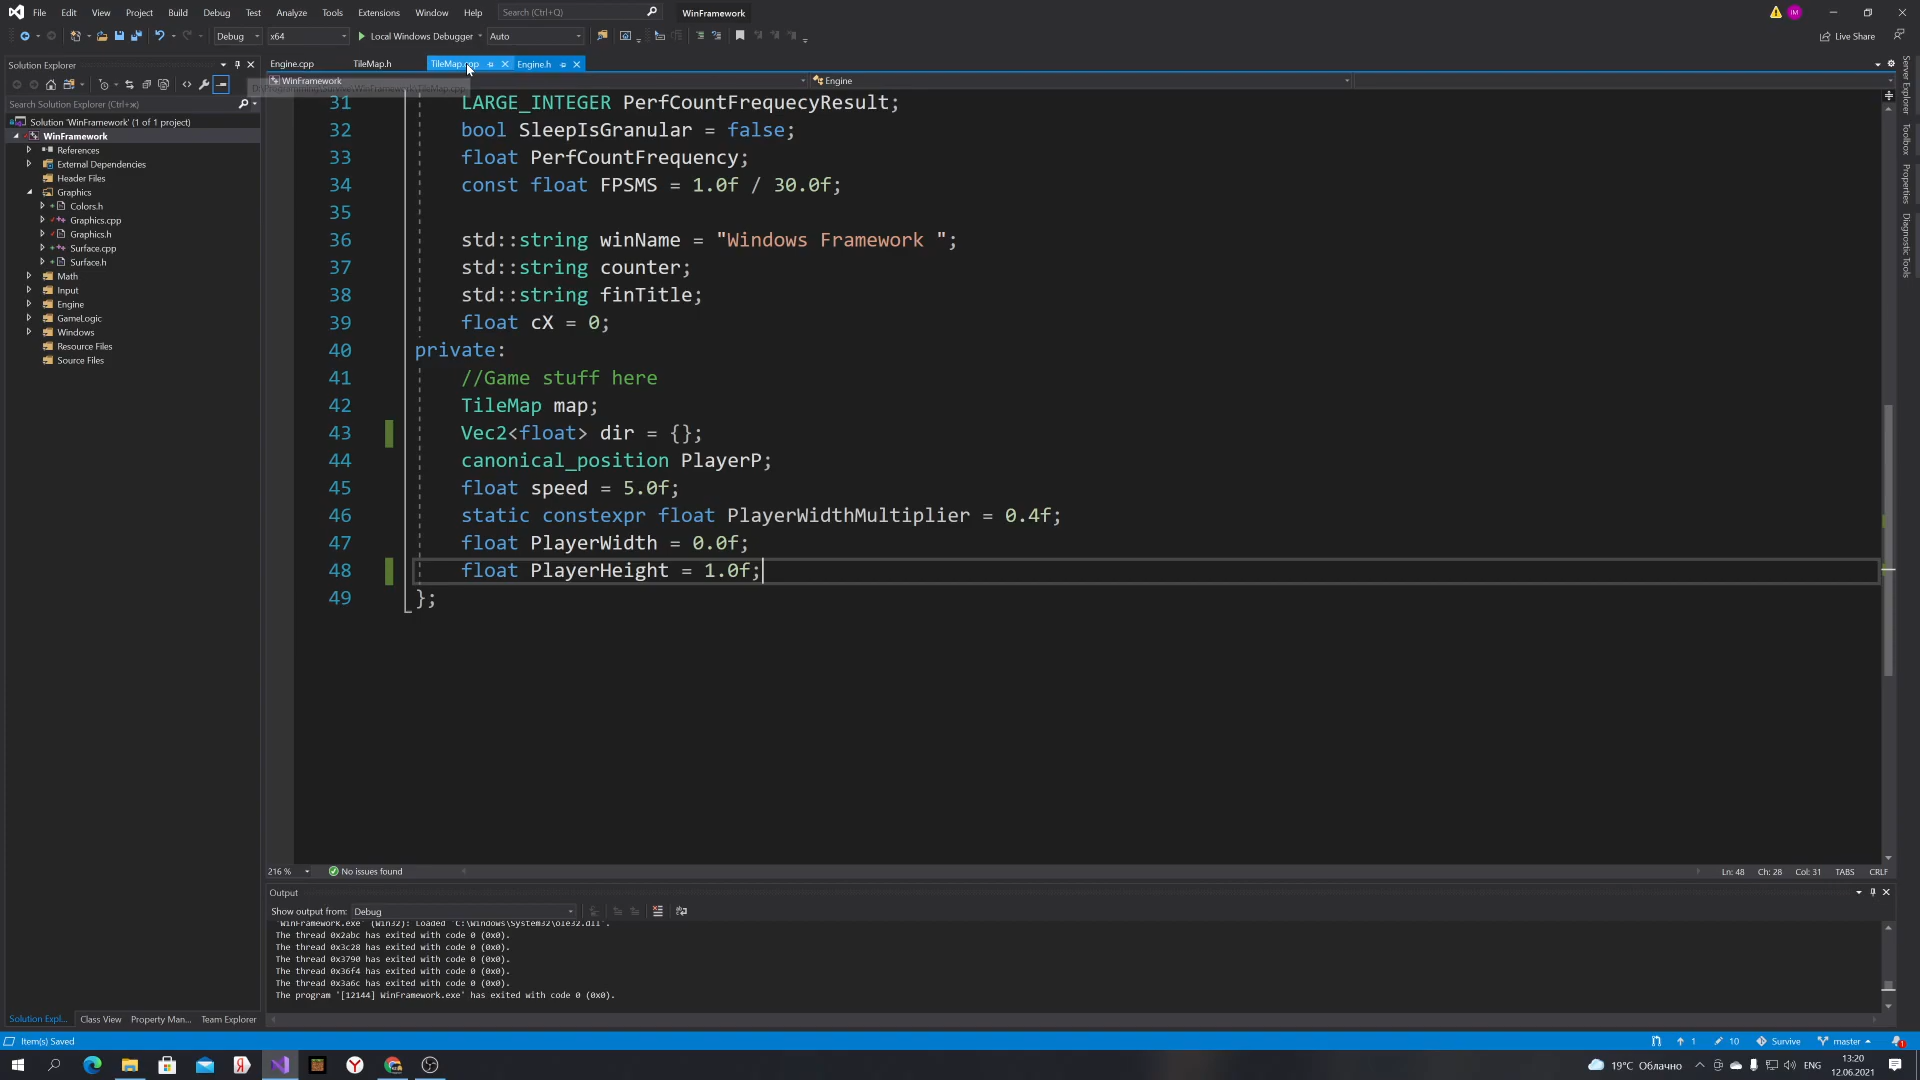 File Edit View Git Project Build Debug Test Analyze Tools Extensions Window Help Search (Ctrl+Q) WinFramework IM
Debug x64 Local Windows Debugger Auto Live Share
Solution Explorer
Engine.cpp TileMap.h TileMap.cpp Engine.h
WinFramework Engine
Search Solution Explorer (Ctrl+ж)
Solution 'WinFramework' (1 of 1 project)
WinFramework
References
External Dependencies
Header Files
Graphics
Colors.h
Graphics.cpp
Graphics.h
Surface.cpp
Surface.h
Math
Input
Engine
GameLogic
Windows
Resource Files
Source Files
31 LARGE_INTEGER PerfCountFrequecyResult;
32 bool SleepIsGranular = false;
33 float PerfCountFrequency;
34 const float FPSMS = 1.0f / 30.0f;
35
36 std::string winName = "Windows Framework ";
37 std::string counter;
38 std::string finTitle;
39 float cX = 0;
40 private:
41 //Game stuff here
42 TileMap map;
43 Vec2<float> dir = {};
44 canonical_position PlayerP;
45 float speed = 5.0f;
46 static constexpr float PlayerWidthMultiplier = 0.4f;
47 float PlayerWidth = 0.0f;
48 float PlayerHeight = 1.0f;
49 };
Server Explorer
Toolbox
Properties
Diagnostic Tools
216 % No issues found Ln: 48 Ch: 28 Col: 31 TABS CRLF
Output
Show output from: Debug
'WinFramework.exe' (Win32): Loaded 'C:\Windows\System32\ole32.dll'.
The thread 0x2abc has exited with code 0 (0x0).
The thread 0x3c28 has exited with code 0 (0x0).
The thread 0x3790 has exited with code 0 (0x0).
The thread 0x36f4 has exited with code 0 (0x0).
The thread 0x3a6c has exited with code 0 (0x0).
The program '[12144] WinFramework.exe' has exited with code 0 (0x0).
Solution Expl... Class View Property Man... Team Explorer
Item(s) Saved 1 10 Survive master 1
19°C Облачно ENG 13:20
12.06.2021